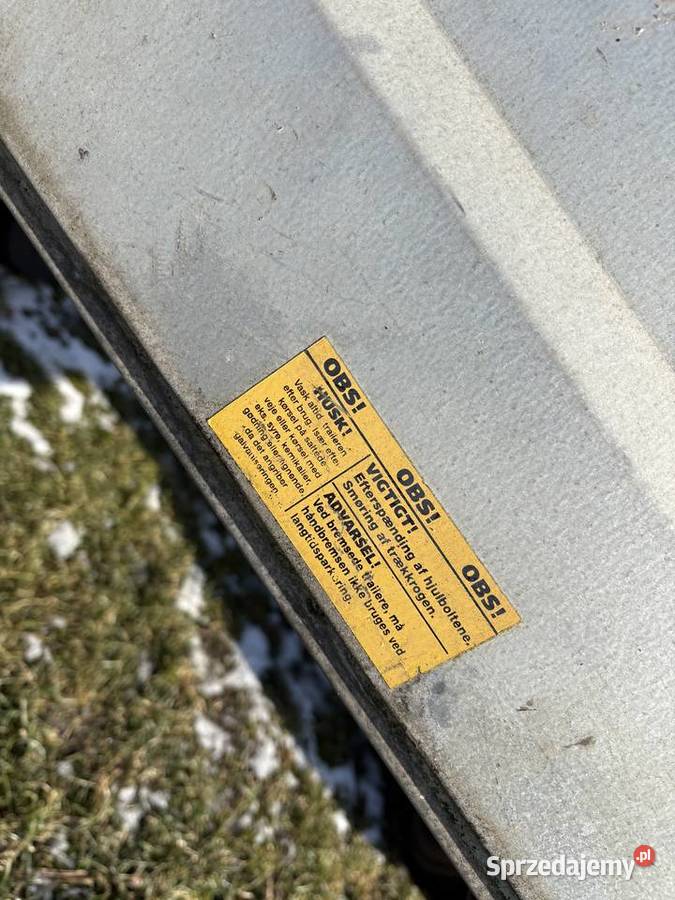 OBS! OBS! OBS!
HUSK!
Vask altid traileren
efter brug. Især efter
kørsel på saltede
veje eller kørsel med
eks. syre, kemikalier,
gødning eller lignende,
da det angriber
galvaniseringen.
VIGTIGT!
Efterspænding af hjulboltene.
Smøring af trækkrogen.
ADVARSEL!
Ved bremsede trailere, må
håndbremsen ikke bruges ved
langtidsparkering.
Sprzedajemy.pl